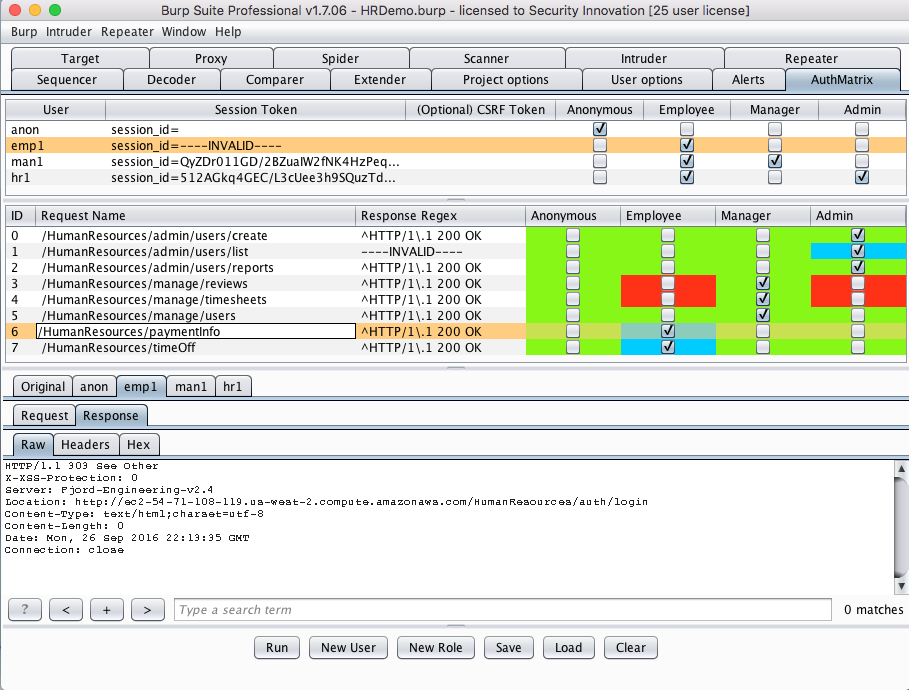 Burp Suite Professional v1.7.06 - HRDemo.burp - licensed to Security Innovation [25 user license]
Burp Intruder Repeater Window Help
Target Proxy Spider Scanner Intruder Repeater
Sequencer Decoder Comparer Extender Project options User options Alerts AuthMatrix
User Session Token (Optional) CSRF Token Anonymous Employee Manager Admin
anon session_id=
emp1 session_id=----INVALID----
man1 session_id=QyZDr011GD/2BZuaIW2fNK4HzPeq...
hr1 session_id=512AGkq4GEC/L3cUee3h9SQuzTd...
ID Request Name Response Regex Anonymous Employee Manager Admin
0 /HumanResources/admin/users/create ^HTTP/1\.1 200 OK
1 /HumanResources/admin/users/list ----INVALID----
2 /HumanResources/admin/users/reports ^HTTP/1\.1 200 OK
3 /HumanResources/manage/reviews ^HTTP/1\.1 200 OK
4 /HumanResources/manage/timesheets ^HTTP/1\.1 200 OK
5 /HumanResources/manage/users ^HTTP/1\.1 200 OK
6 /HumanResources/paymentInfo ^HTTP/1\.1 200 OK
7 /HumanResources/timeOff ^HTTP/1\.1 200 OK
Original anon emp1 man1 hr1
Request Response
Raw Headers Hex
HTTP/1.1 303 See Other
X-XSS-Protection: 0
Server: Fjord-Engineering-v2.4
Location: http://ec2-54-71-108-119.us-west-2.compute.amazonaws.com/HumanResources/auth/login
Content-Type: text/html;charset=utf-8
Content-Length: 0
Date: Mon, 26 Sep 2016 22:13:35 GMT
Connection: close
? < + > Type a search term 0 matches
Run New User New Role Save Load Clear